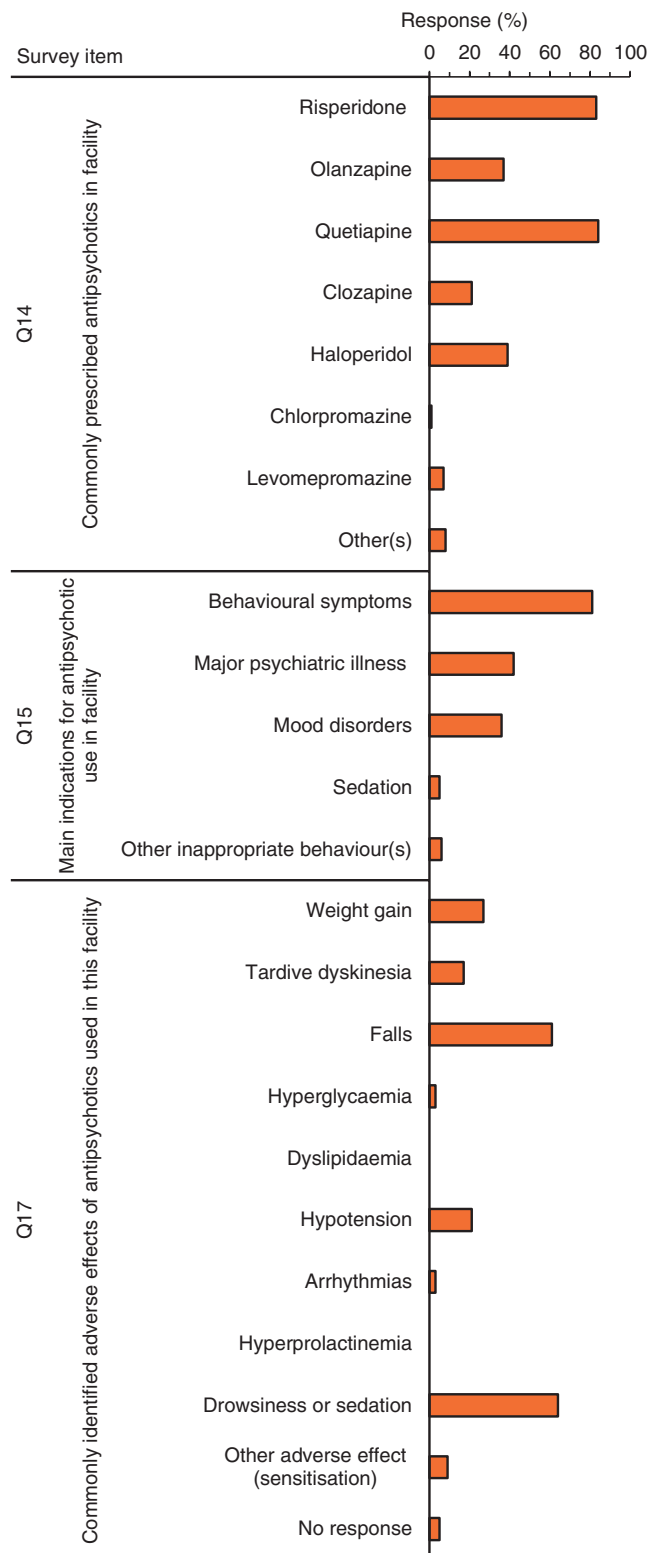 Response (%)
Survey item
0 20 40 60 80 100
Q14
Commonly prescribed antipsychotics in facility
Risperidone
Olanzapine
Quetiapine
Clozapine
Haloperidol
Chlorpromazine
Levomepromazine
Other(s)
Q15
Main indications for antipsychotic
use in facility
Behavioural symptoms
Major psychiatric illness
Mood disorders
Sedation
Other inappropriate behaviour(s)
Q17
Commonly identified adverse effects of antipsychotics used in this facility
Weight gain
Tardive dyskinesia
Falls
Hyperglycaemia
Dyslipidaemia
Hypotension
Arrhythmias
Hyperprolactinemia
Drowsiness or sedation
Other adverse effect
(sensitisation)
No response